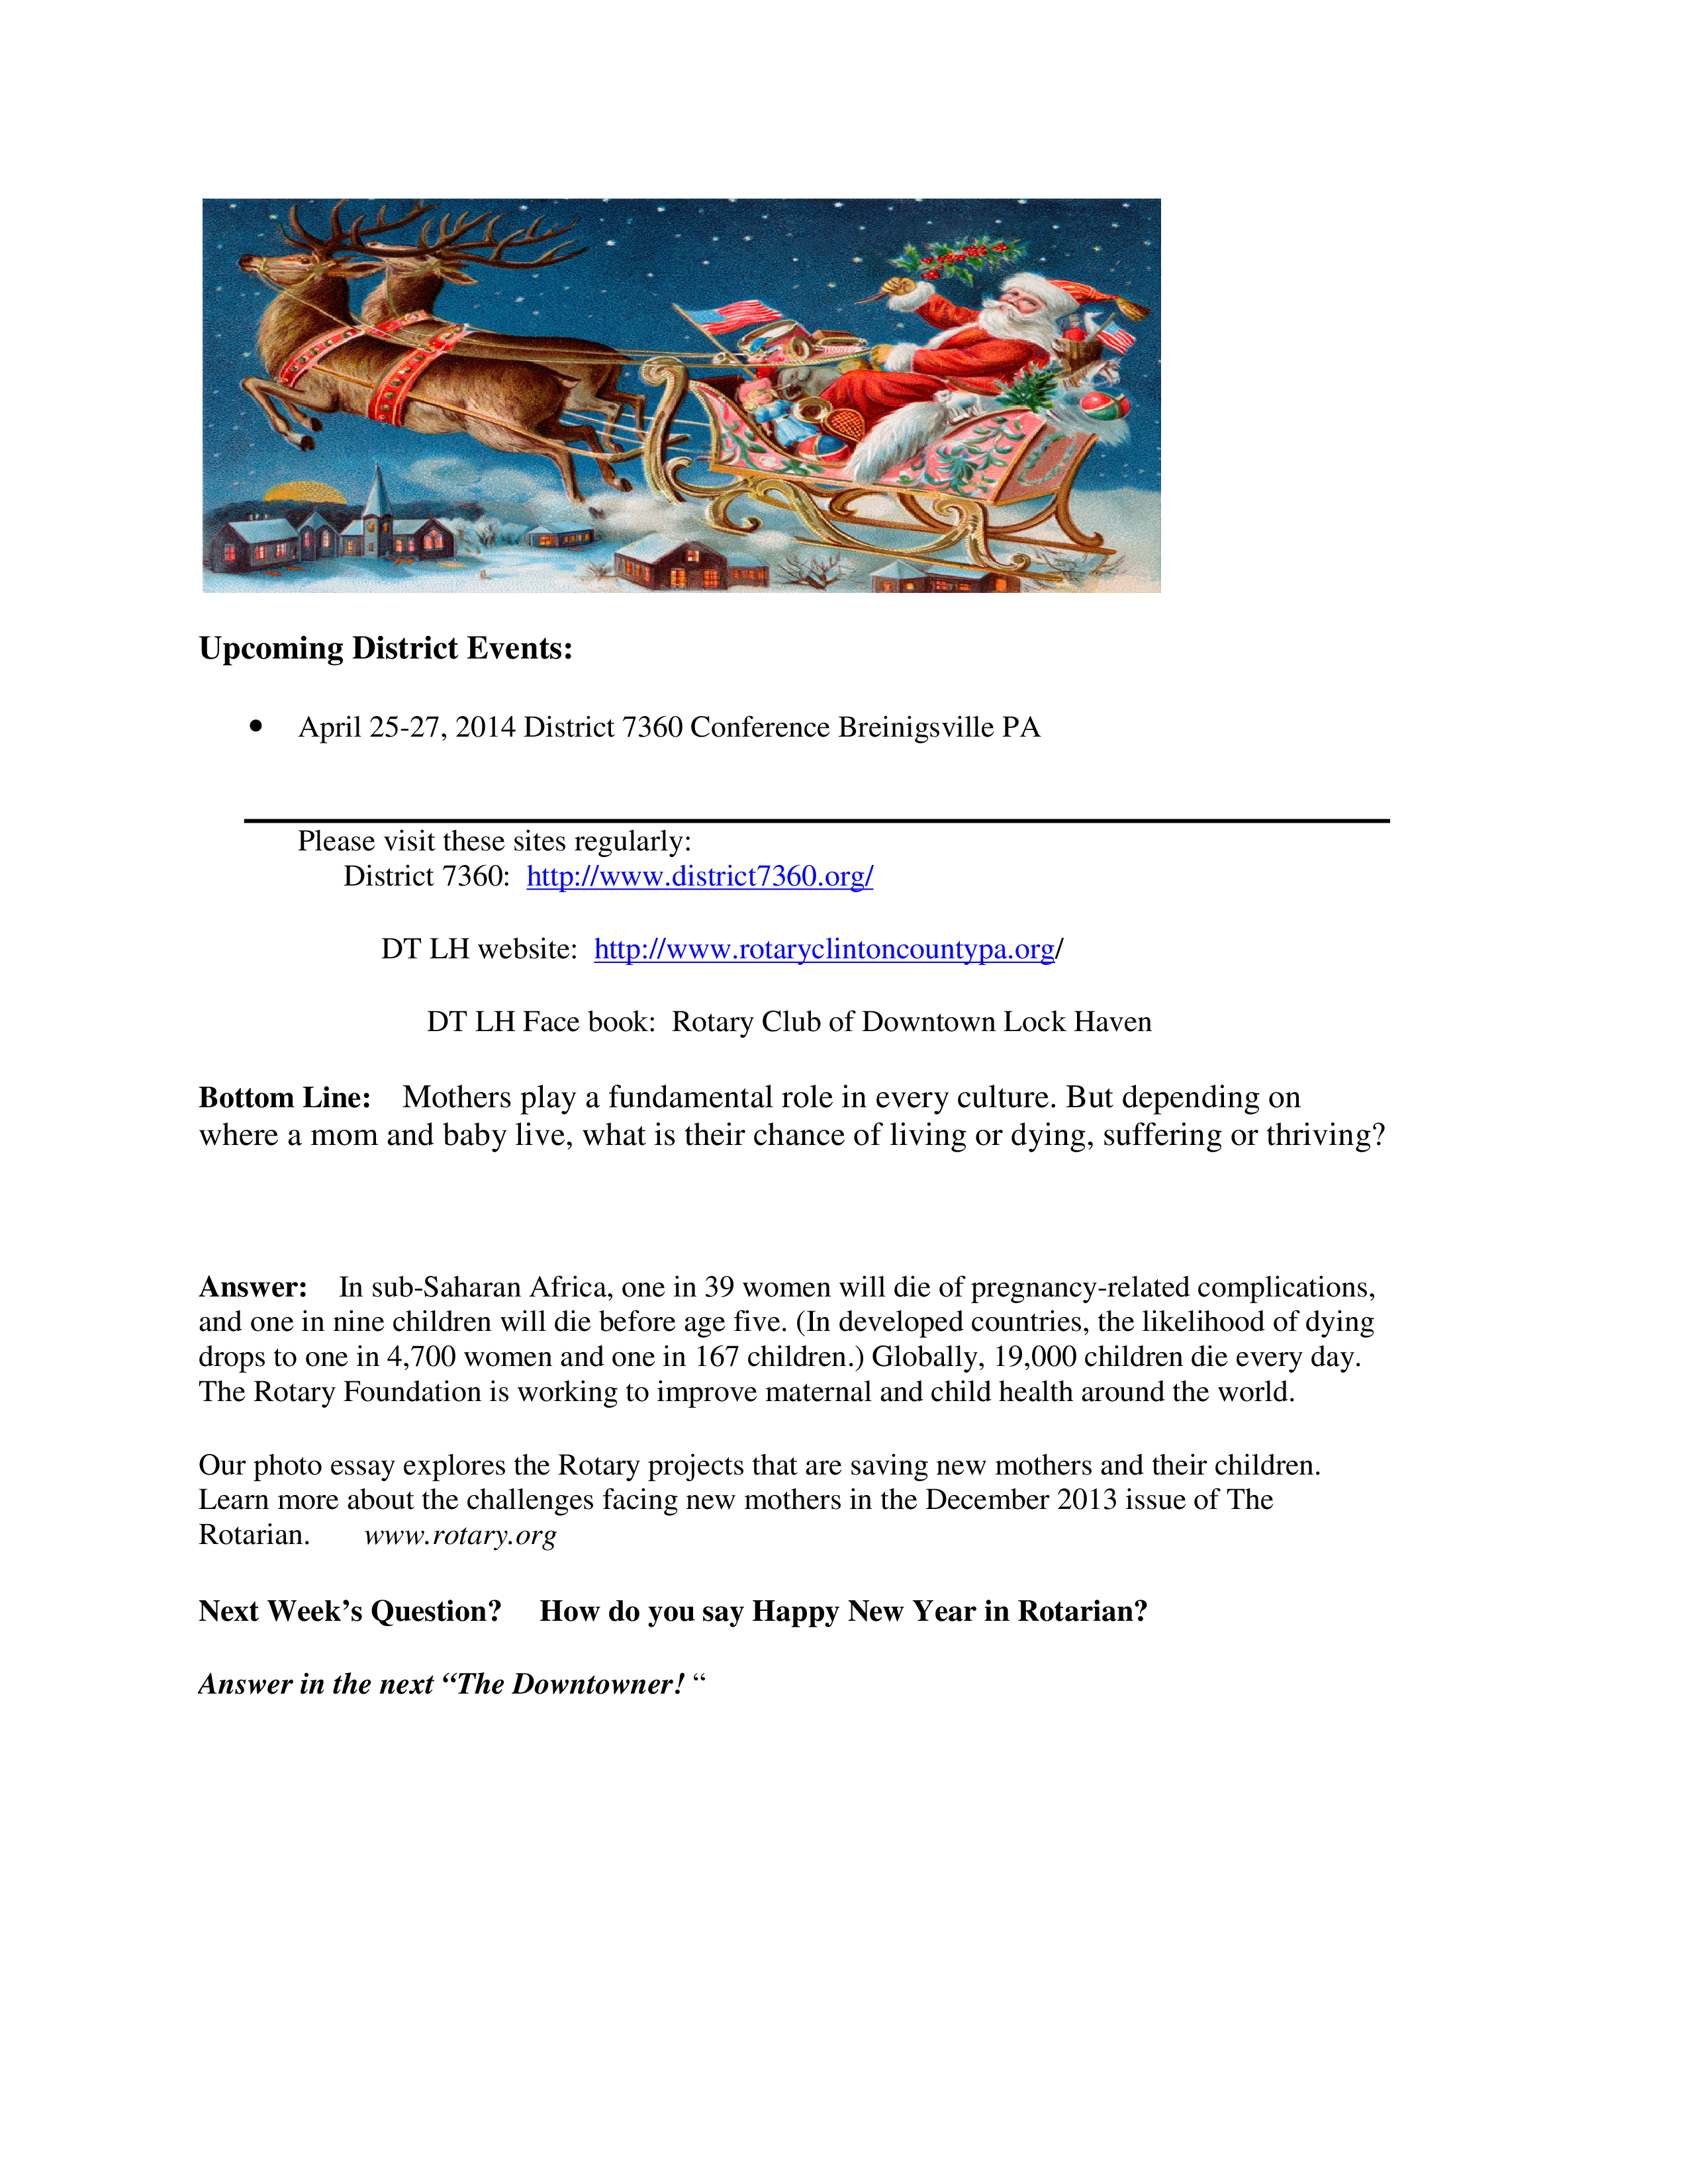 Upcoming District Events:
• April 25-27, 2014 District 7360 Conference Breinigsville PA
Please visit these sites regularly:
District 7360: http://www.district7360.org/
DT LH website: http://www.rotaryclintoncountypa.org/
DT LH Face book: Rotary Club of Downtown Lock Haven
Bottom Line: Mothers play a fundamental role in every culture. But depending on
where a mom and baby live, what is their chance of living or dying, suffering or thriving?
Answer: In sub-Saharan Africa, one in 39 women will die of pregnancy-related complications,
and one in nine children will die before age five. (In developed countries, the likelihood of dying
drops to one in 4,700 women and one in 167 children.) Globally, 19,000 children die every day.
The Rotary Foundation is working to improve maternal and child health around the world.
Our photo essay explores the Rotary projects that are saving new mothers and their children.
Learn more about the challenges facing new mothers in the December 2013 issue of The
Rotarian. www.rotary.org
Next Week’s Question? How do you say Happy New Year in Rotarian?
Answer in the next “The Downtowner! “